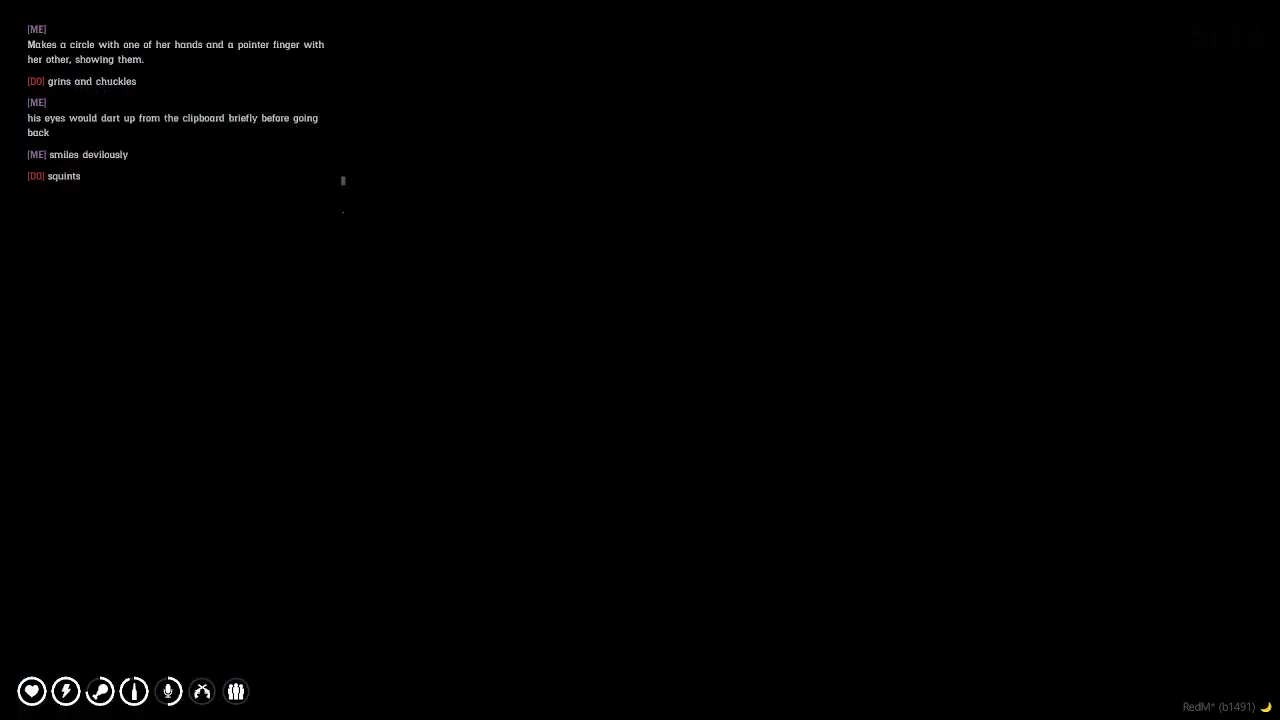 [ME]
Makes a circle with one of her hands and a pointer finger with
her other, showing them.
[DO] grins and chuckles
[ME]
his eyes would dart up from the clipboard briefly before going
back
[ME] smiles devilously
[DO] squints
RedM* (b1491) 🌙